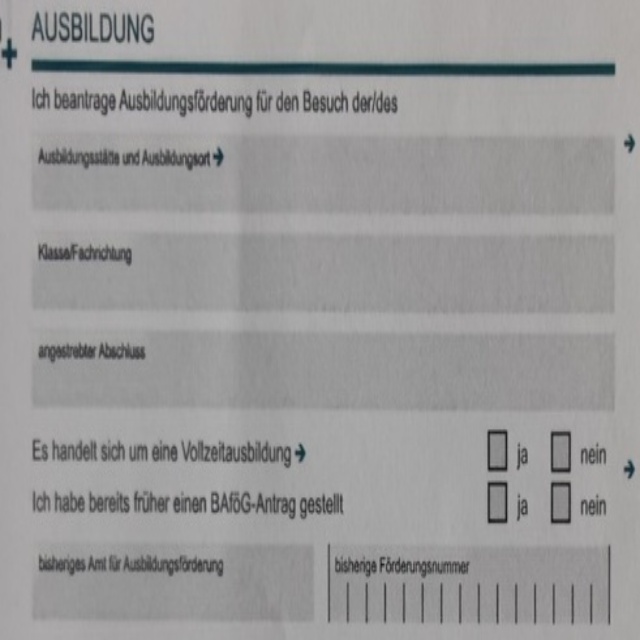 AUSBILDUNG
Ich beantrage Ausbildungsförderung für den Besuch der/des
Ausbildungsstätte und Ausbildungsort →
Klasse/Fachrichtung
angestrebter Abschluss
Es handelt sich um eine Vollzeitausbildung → ja nein
Ich habe bereits früher einen BAföG-Antrag gestellt ja nein
bisheriges Amt für Ausbildungsförderung
bisherige Förderungsnummer